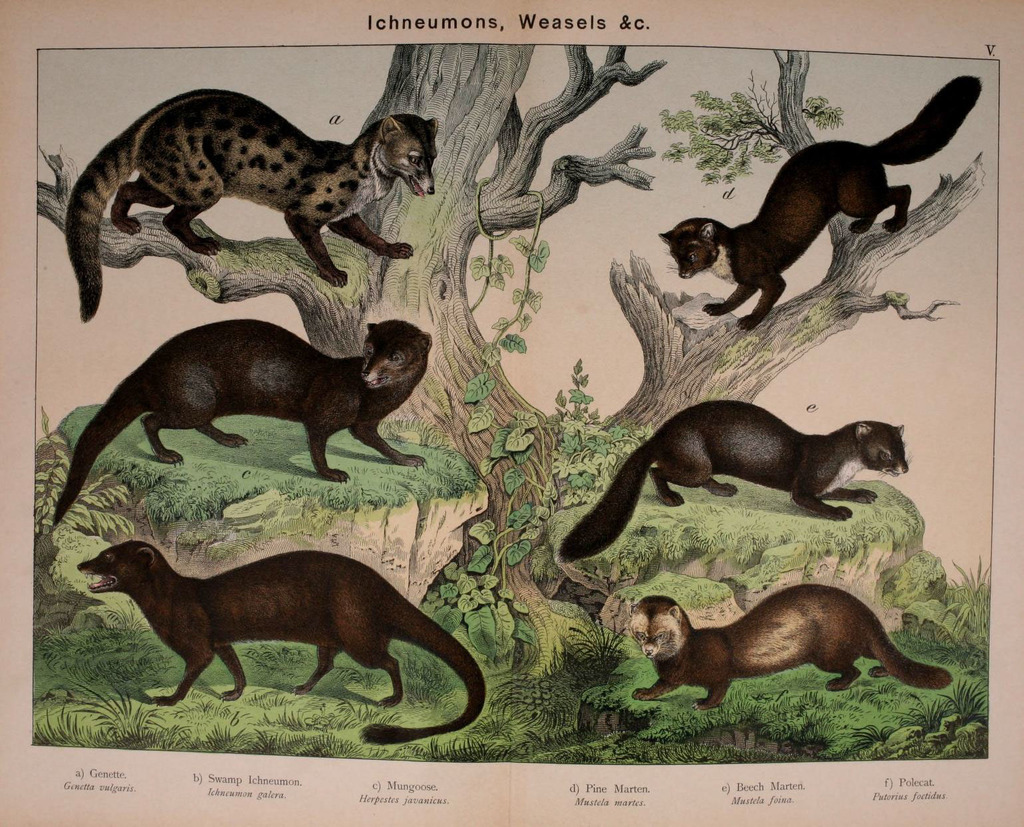 Ichneumons, Weasels &c.
V.
a
d
e
c
b
a) Genette.
Genetta vulgaris.
b) Swamp Ichneumon.
Ichneumon galera.
c) Mungoose.
Herpestes javanicus.
d) Pine Marten.
Mustela martes.
e) Beech Marten.
Mustela foina.
f) Polecat.
Putorius foetidus.